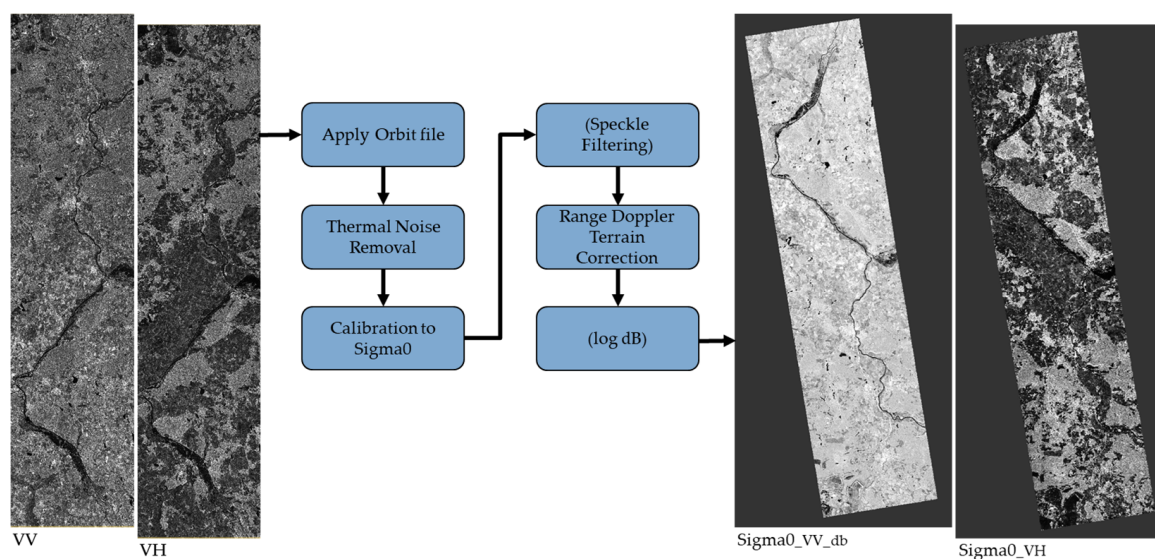 VV
VH
Apply Orbit file
Thermal Noise
Removal
Calibration to
Sigma0
(Speckle
Filtering)
Range Doppler
Terrain
Correction
(log dB)
Sigma0_VV_db
Sigma0_VH